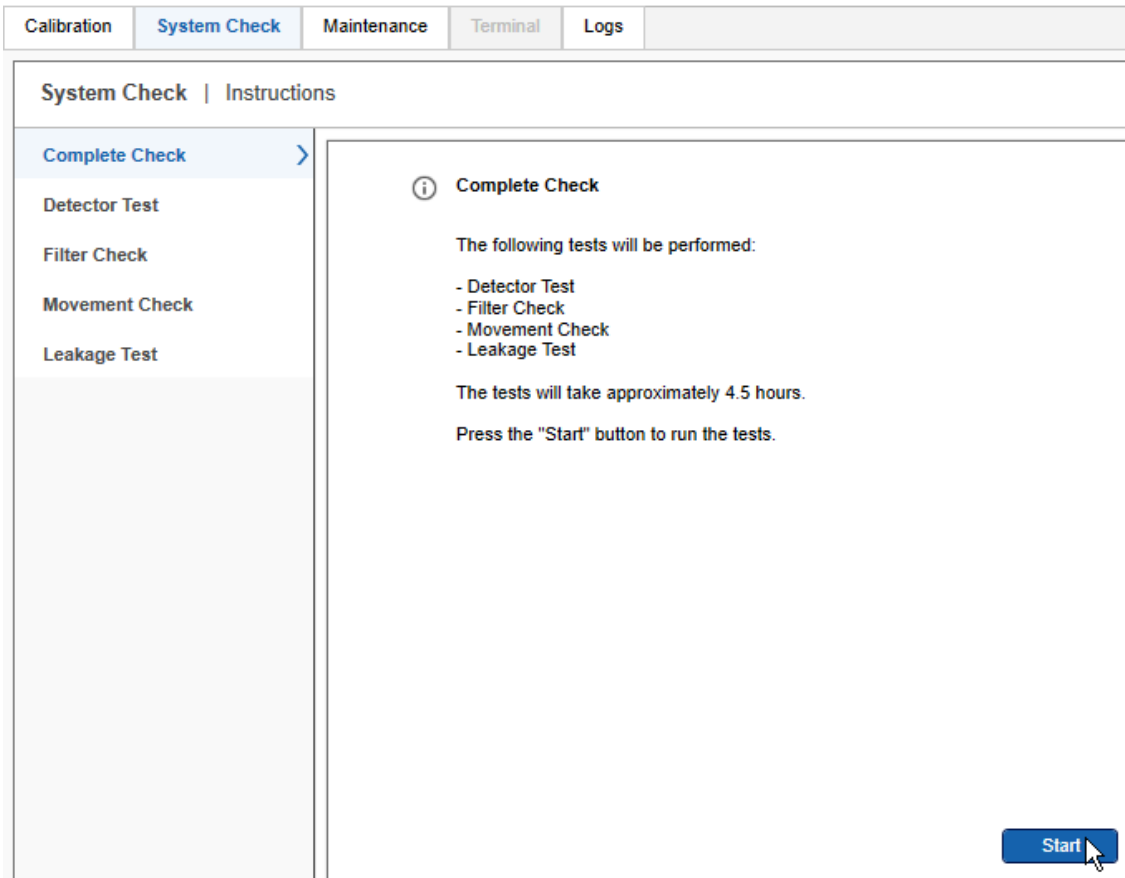 Calibration System Check Maintenance Terminal Logs
System Check | Instructions
Complete Check
Detector Test
Filter Check
Movement Check
Leakage Test
Complete Check
The following tests will be performed:
- Detector Test
- Filter Check
- Movement Check
- Leakage Test
The tests will take approximately 4.5 hours.
Press the "Start" button to run the tests.
Start